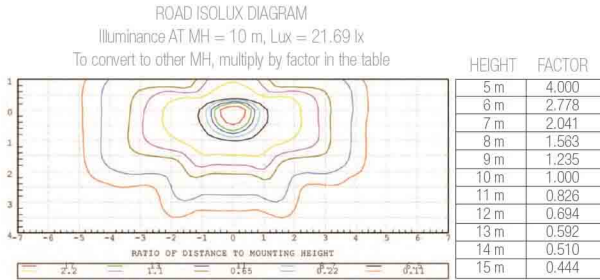 ROAD ISOLUX DIAGRAM
Illuminance AT MH = 10 m, Lux = 21.69 lx
To convert to other MH, multiply by factor in the table
HEIGHT FACTOR
5 m 4.000
6 m 2.778
7 m 2.041
8 m 1.563
9 m 1.235
10 m 1.000
11 m 0.826
12 m 0.694
13 m 0.592
14 m 0.510
15 m 0.444
1
0
1
2
3
4
-7 -6 -5 -4 -3 -2 -1 0 1 2 3 4 5 6 7
RATIO OF DISTANCE TO MOUNTING HEIGHT
2.2 1.1 0.65 0.22 0.11